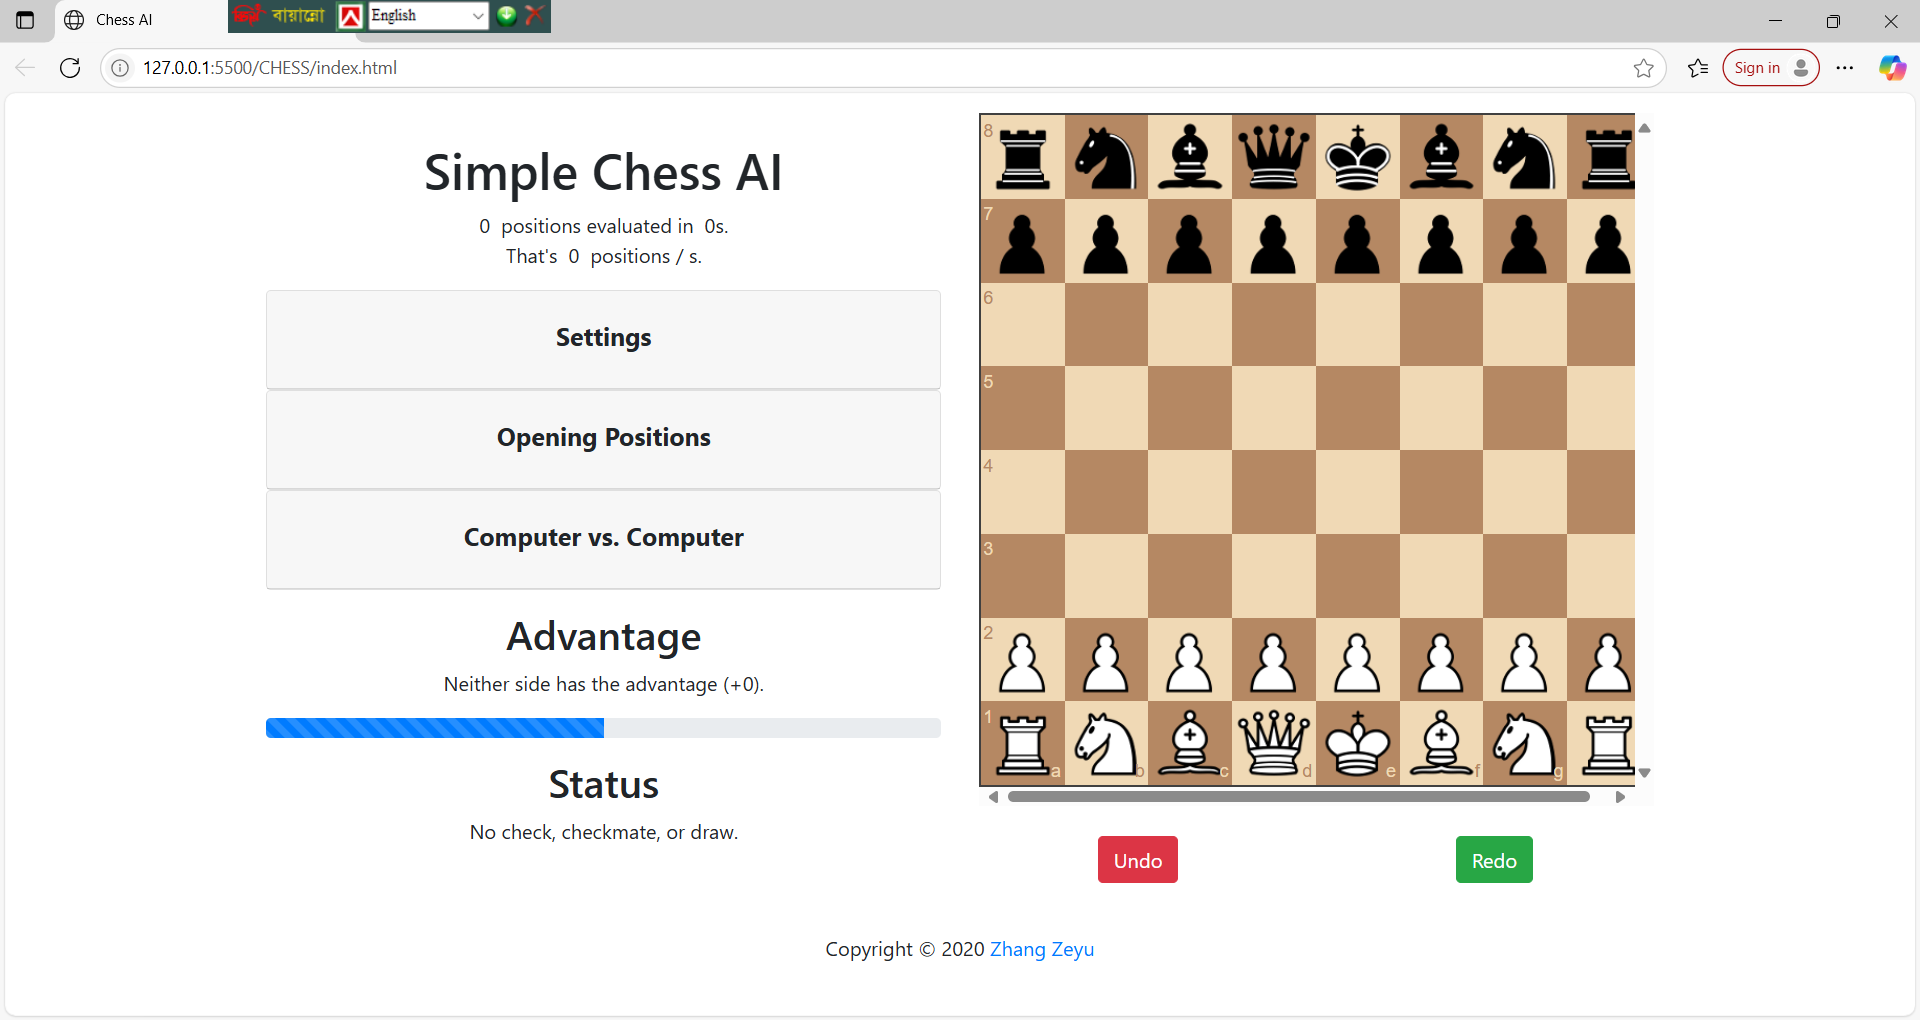 Chess AI
বায়ান্নো
English
127.0.0.1:5500/CHESS/index.html
Sign in
Simple Chess AI
0 positions evaluated in 0s.
That's 0 positions / s.
Settings
Opening Positions
Computer vs. Computer
Advantage
Neither side has the advantage (+0).
Status
No check, checkmate, or draw.
8
7
6
5
4
3
2
1
a b c d e f g
Undo
Redo
Copyright © 2020 Zhang Zeyu